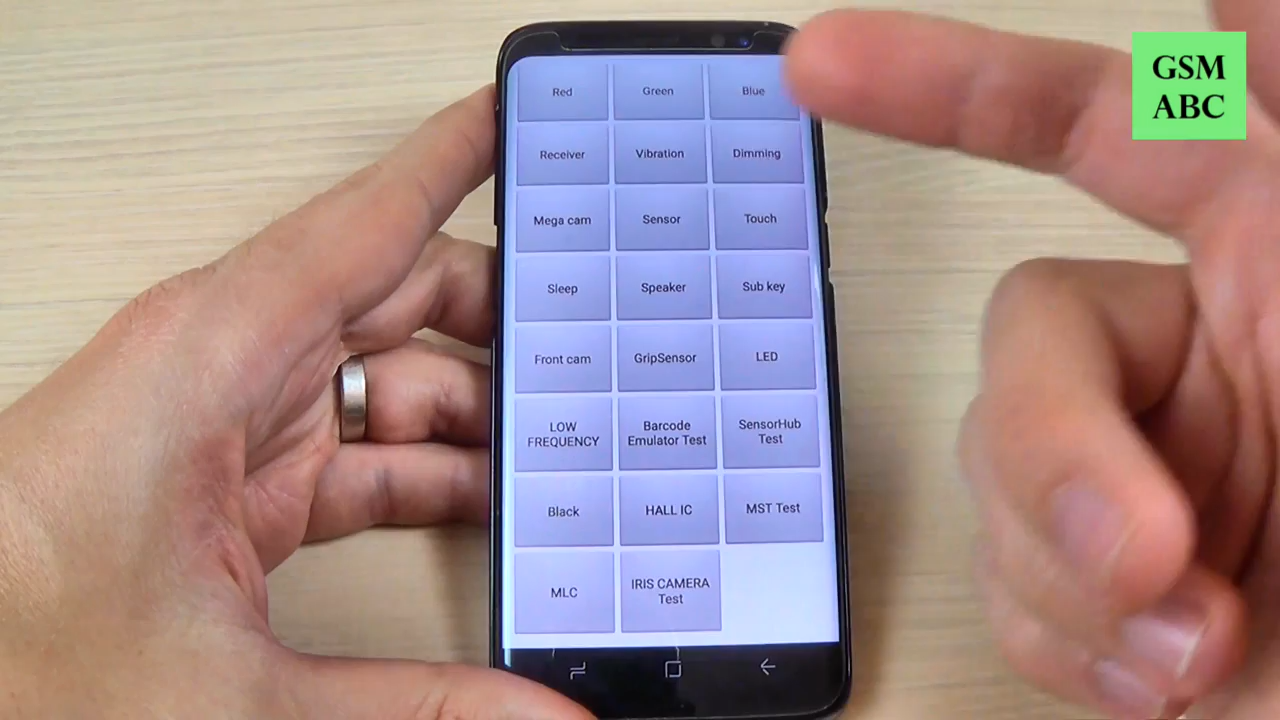 GSM
ABC
Red
Green
Blue
Receiver
Vibration
Dimming
Mega cam
Sensor
Touch
Sleep
Speaker
Sub key
Front cam
GripSensor
LED
LOW
FREQUENCY
Barcode
Emulator Test
SensorHub
Test
Black
HALL IC
MST Test
MLC
IRIS CAMERA
Test